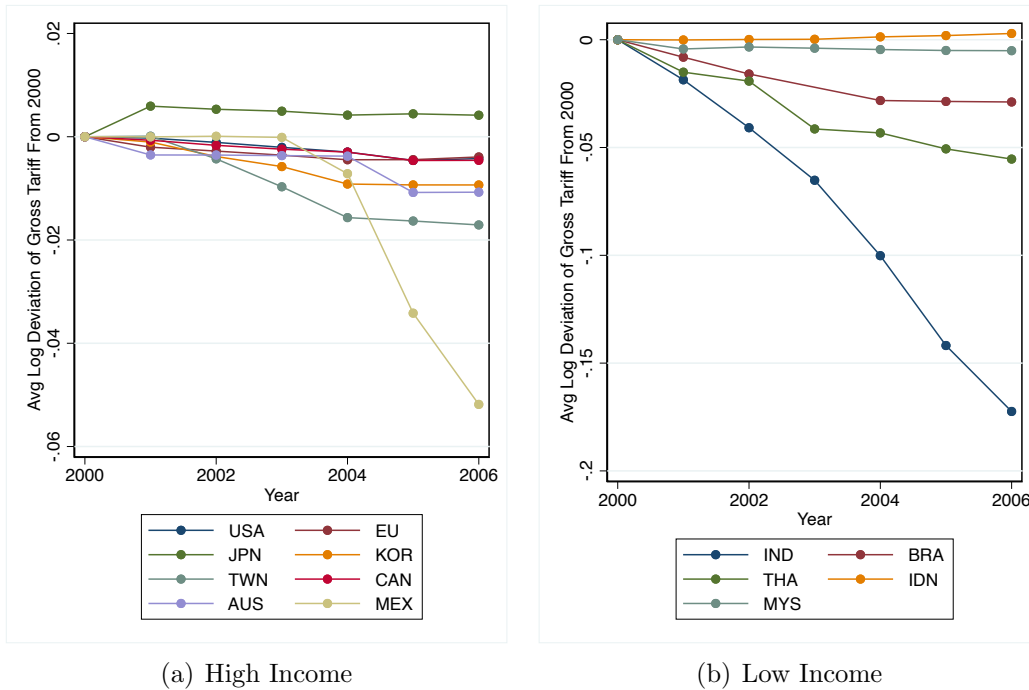 Avg Log Deviation of Gross Tariff From 2000
.02
0
-.02
-.04
-.06
2000 2002 2004 2006
Year
USA EU
JPN KOR
TWN CAN
AUS MEX
(a) High Income
Avg Log Deviation of Gross Tariff From 2000
0
-.05
-.1
-.15
-.2
2000 2002 2004 2006
Year
IND BRA
THA IDN
MYS
(b) Low Income